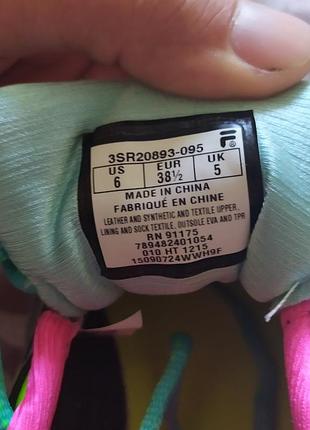 3SR20893-095
US EUR UK
6 38½ 5
MADE IN CHINA
FABRIQUÉ EN CHINE
LEATHER AND SYNTHETIC AND TEXTILE UPPER,
LINING AND SOCK TEXTILE, OUTSOLE EVA AND TPR
RN 91175
789482401054
010 HT 1215
15090724WWH9F